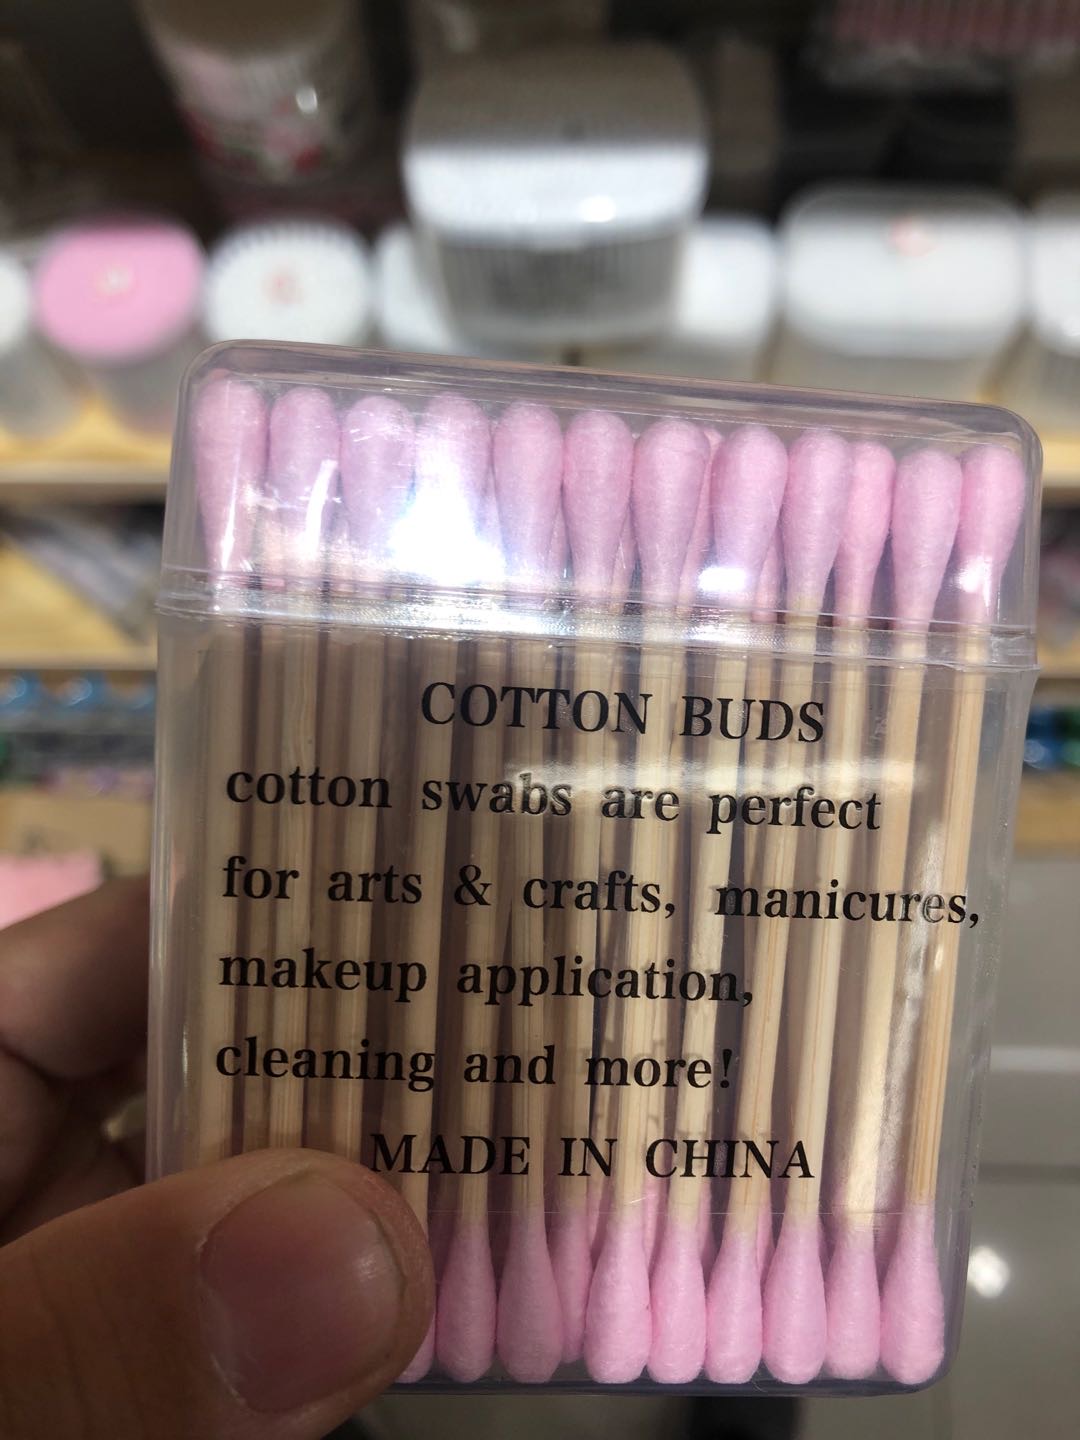 COTTON BUDS
cotton swabs are perfect
for arts & crafts, manicures,
makeup application,
cleaning and more!
MADE IN CHINA